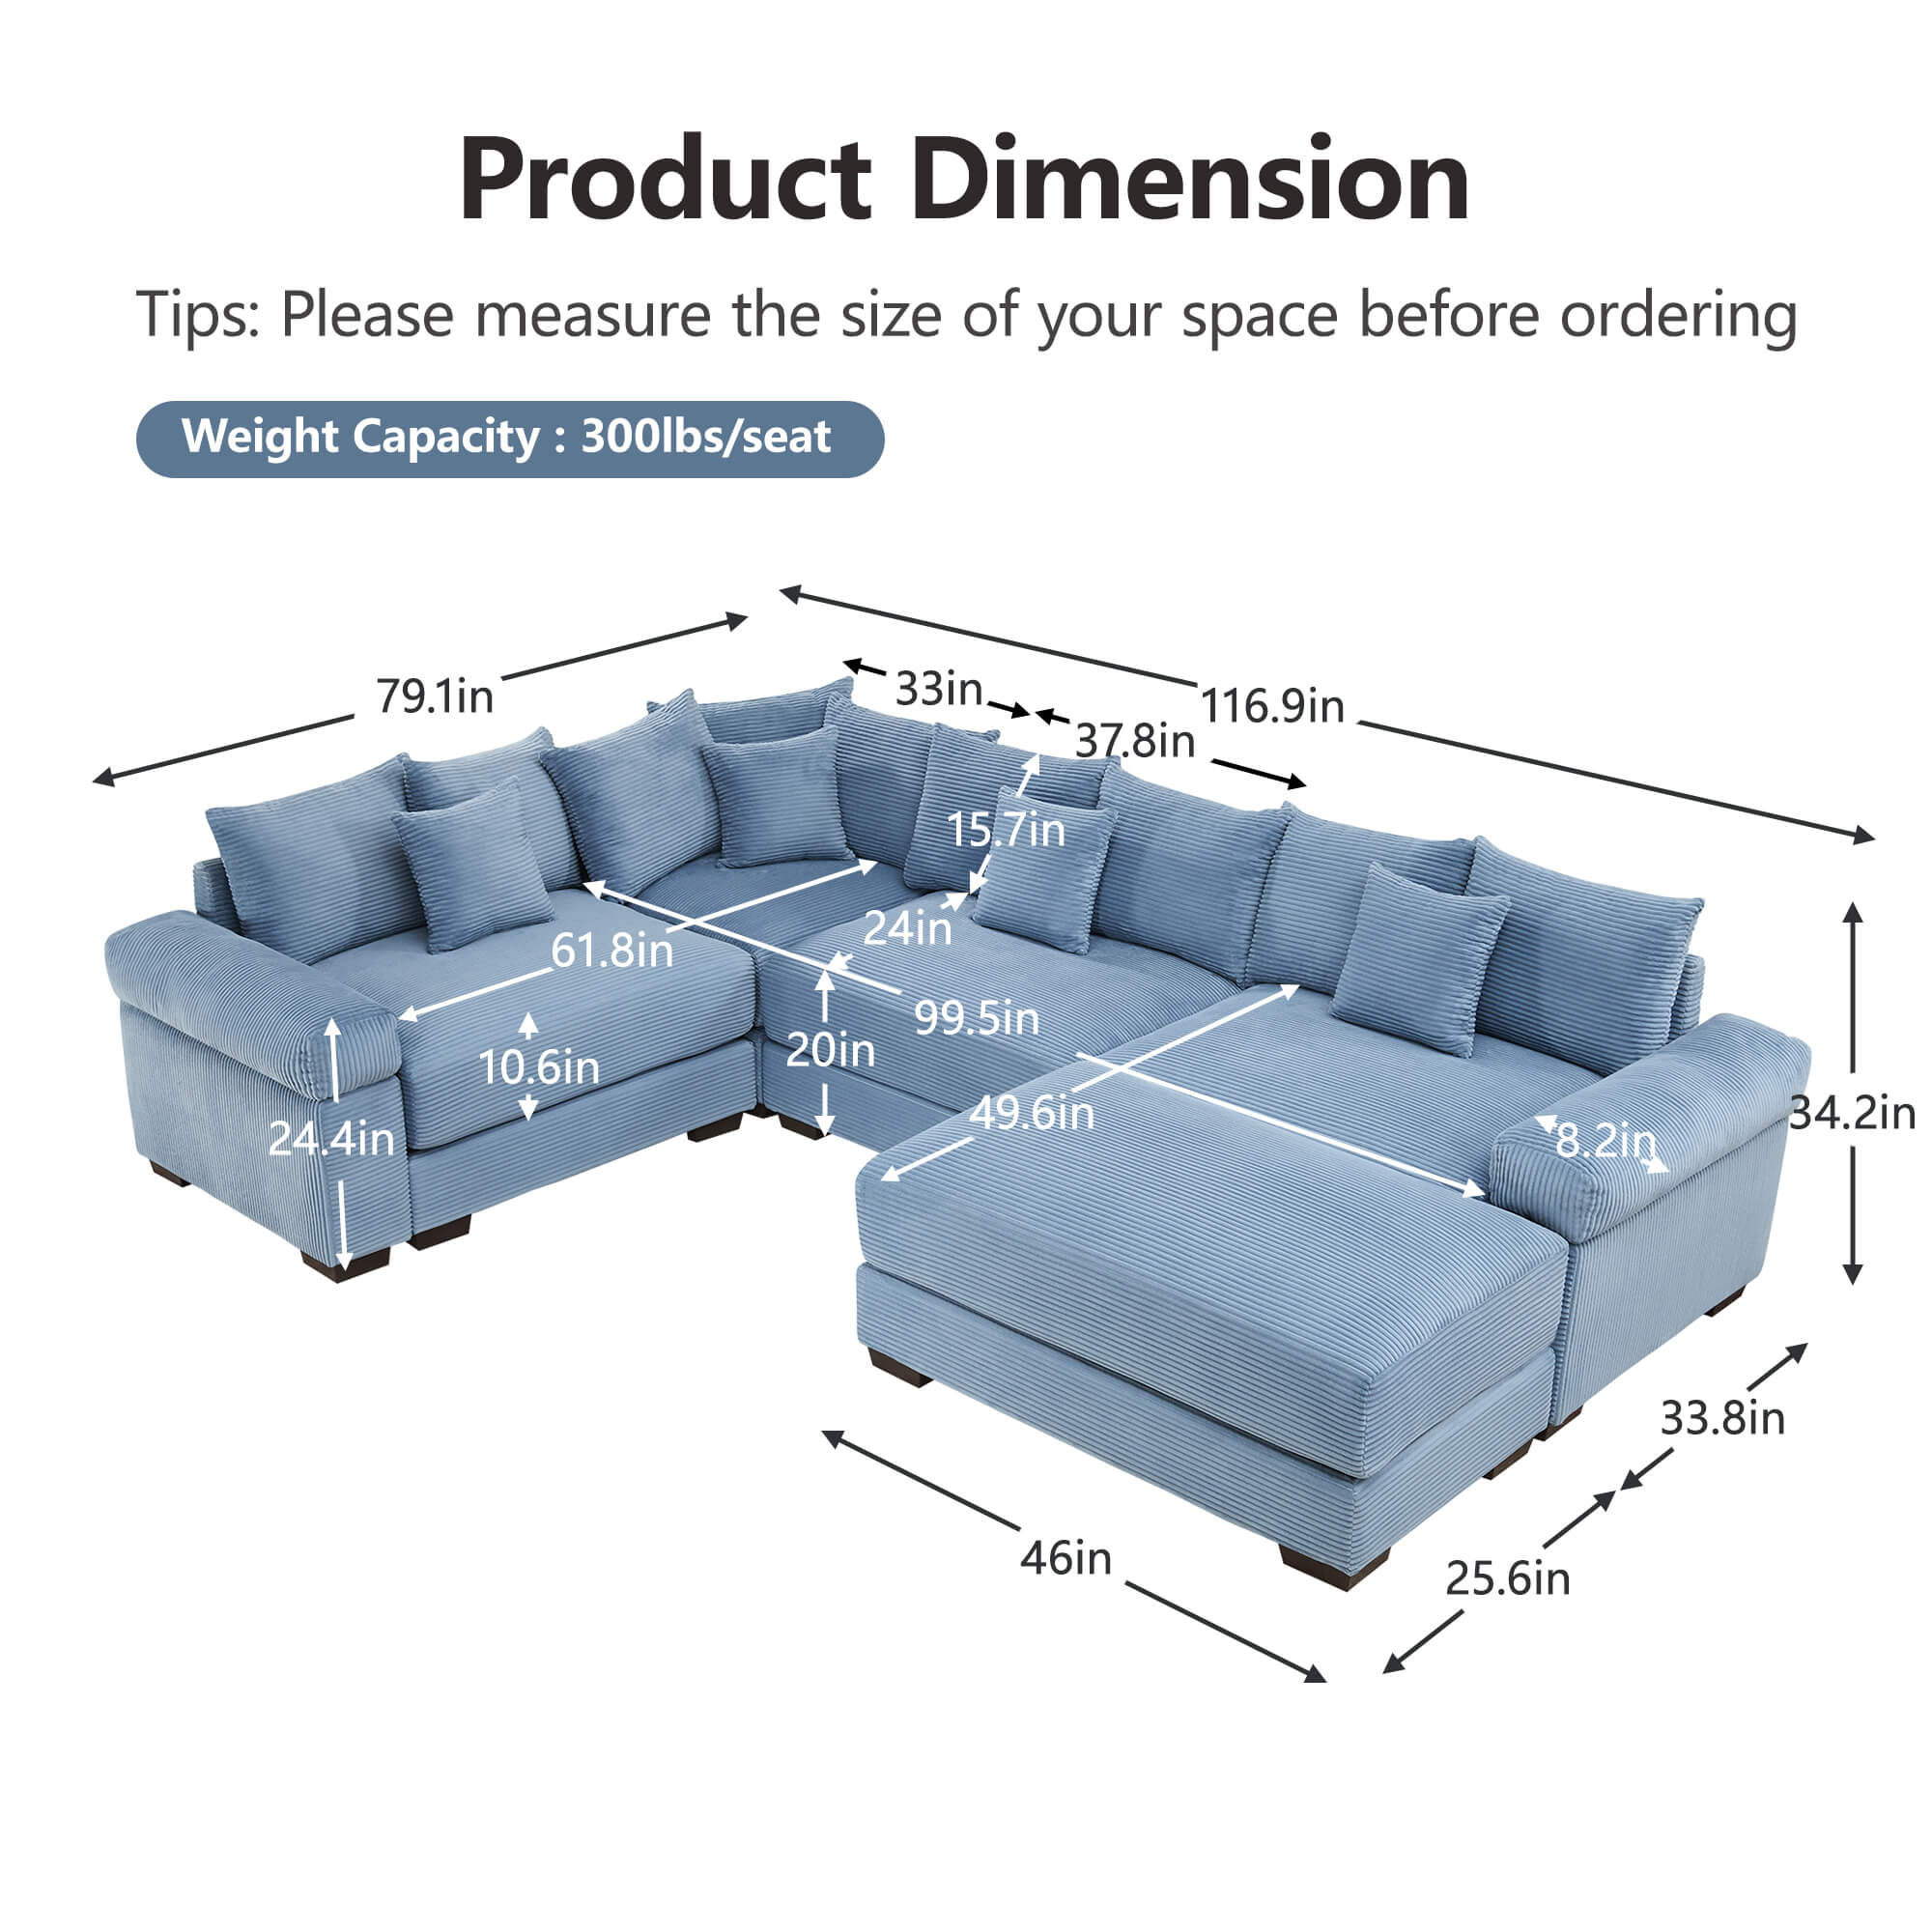 Product Dimension
Tips: Please measure the size of your space before ordering
Weight Capacity : 300lbs/seat
79.1in
33in
116.9in
37.8in
15.7in
24in
61.8in
99.5in
20in
10.6in
49.6in
24.4in
8.2in
34.2in
33.8in
46in
25.6in